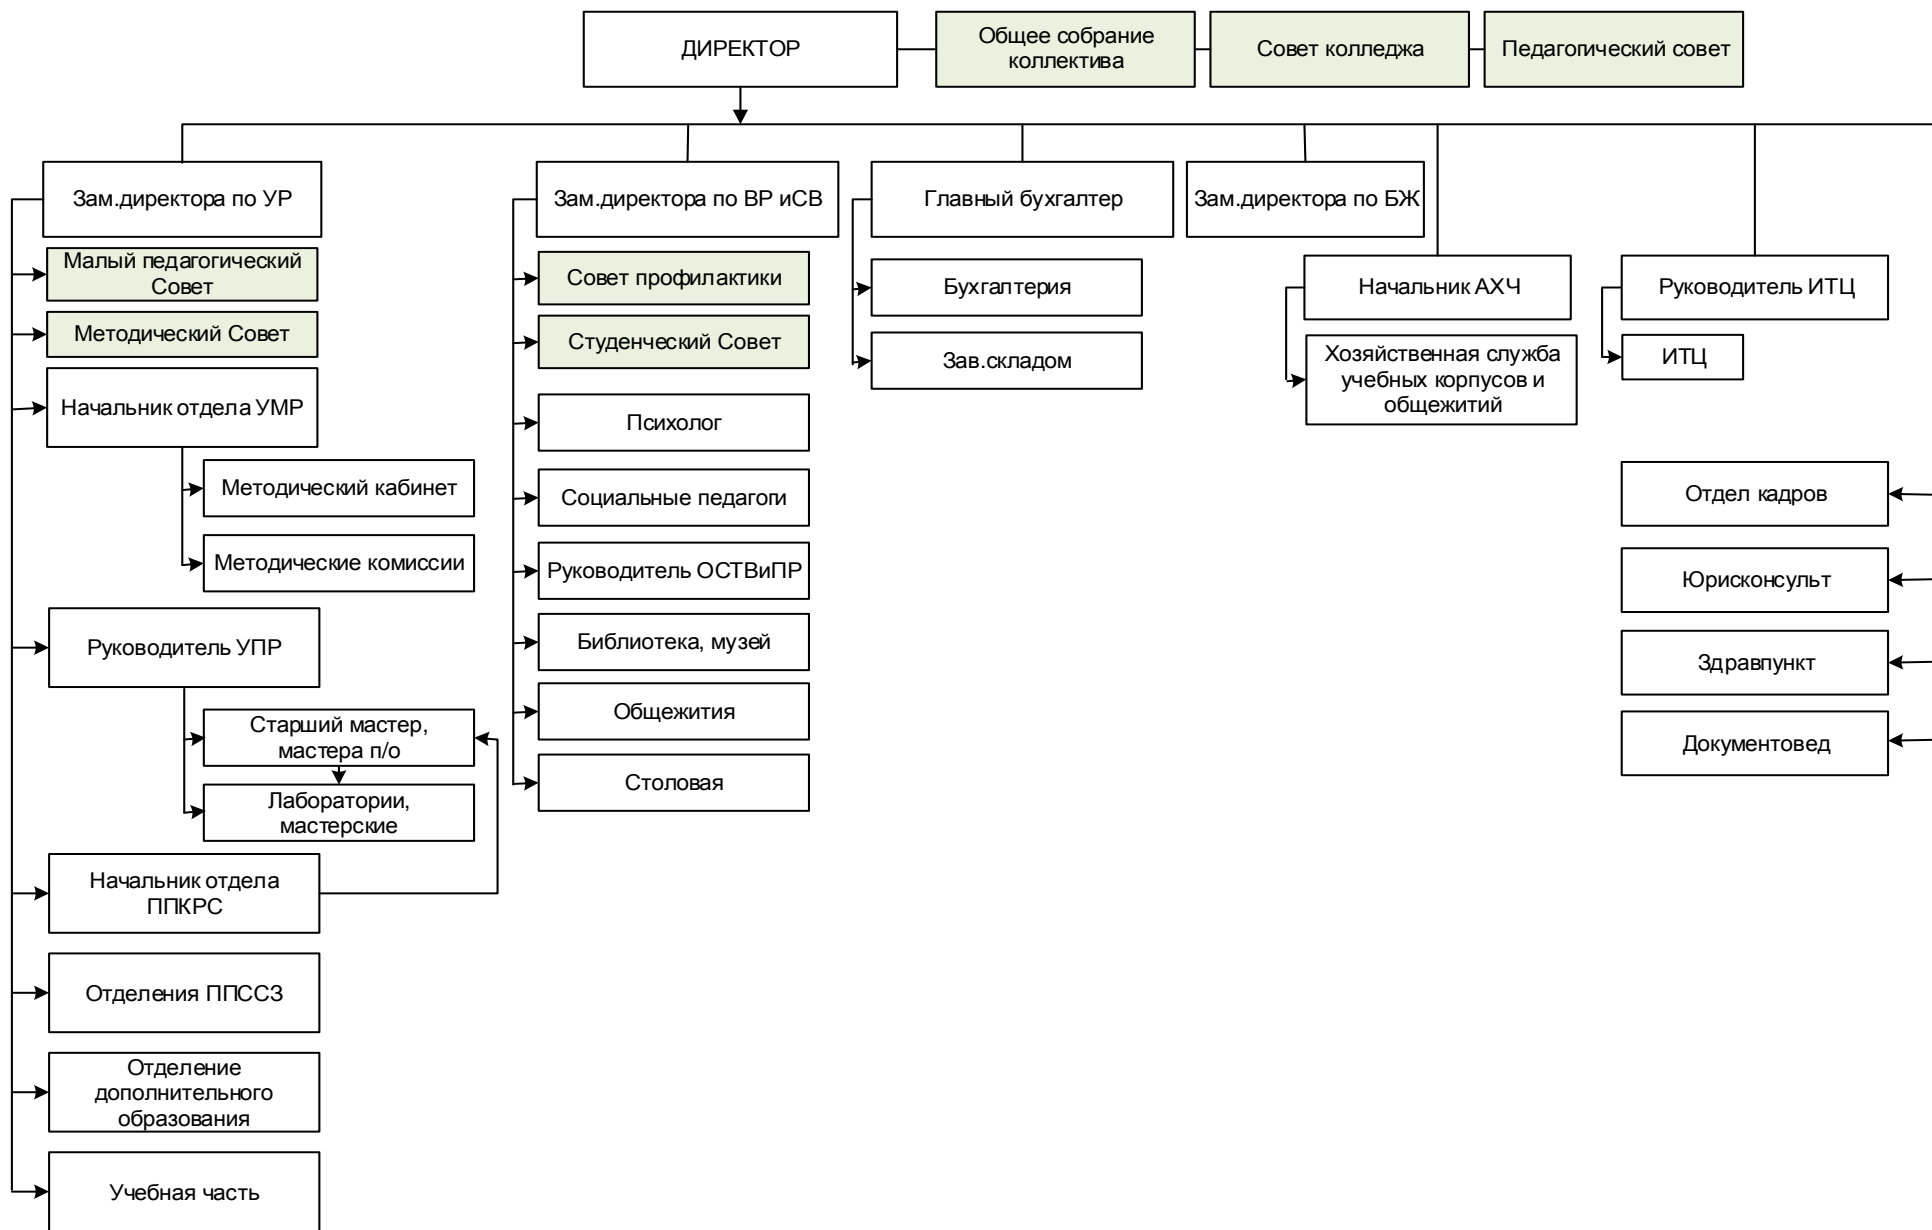 ДИРЕКТОР
Общее собрание
коллектива
Совет колледжа
Педагогический совет
Зам.директора по УР
Зам.директора по ВР иСВ
Главный бухгалтер
Зам.директора по БЖ
Малый педагогический
Совет
Методический Совет
Начальник отдела УМР
Методический кабинет
Методические комиссии
Руководитель УПР
Старший мастер,
мастера п/о
Лаборатории,
мастерские
Начальник отдела
ППКРС
Отделения ППССЗ
Отделение
дополнительного
образования
Учебная часть
Совет профилактики
Студенческий Совет
Психолог
Социальные педагоги
Руководитель ОСТВиПР
Библиотека, музей
Общежития
Столовая
Бухгалтерия
Зав.складом
Начальник АХЧ
Хозяйственная служба
учебных корпусов и
общежитий
Руководитель ИТЦ
ИТЦ
Отдел кадров
Юрисконсульт
Здравпункт
Документовед